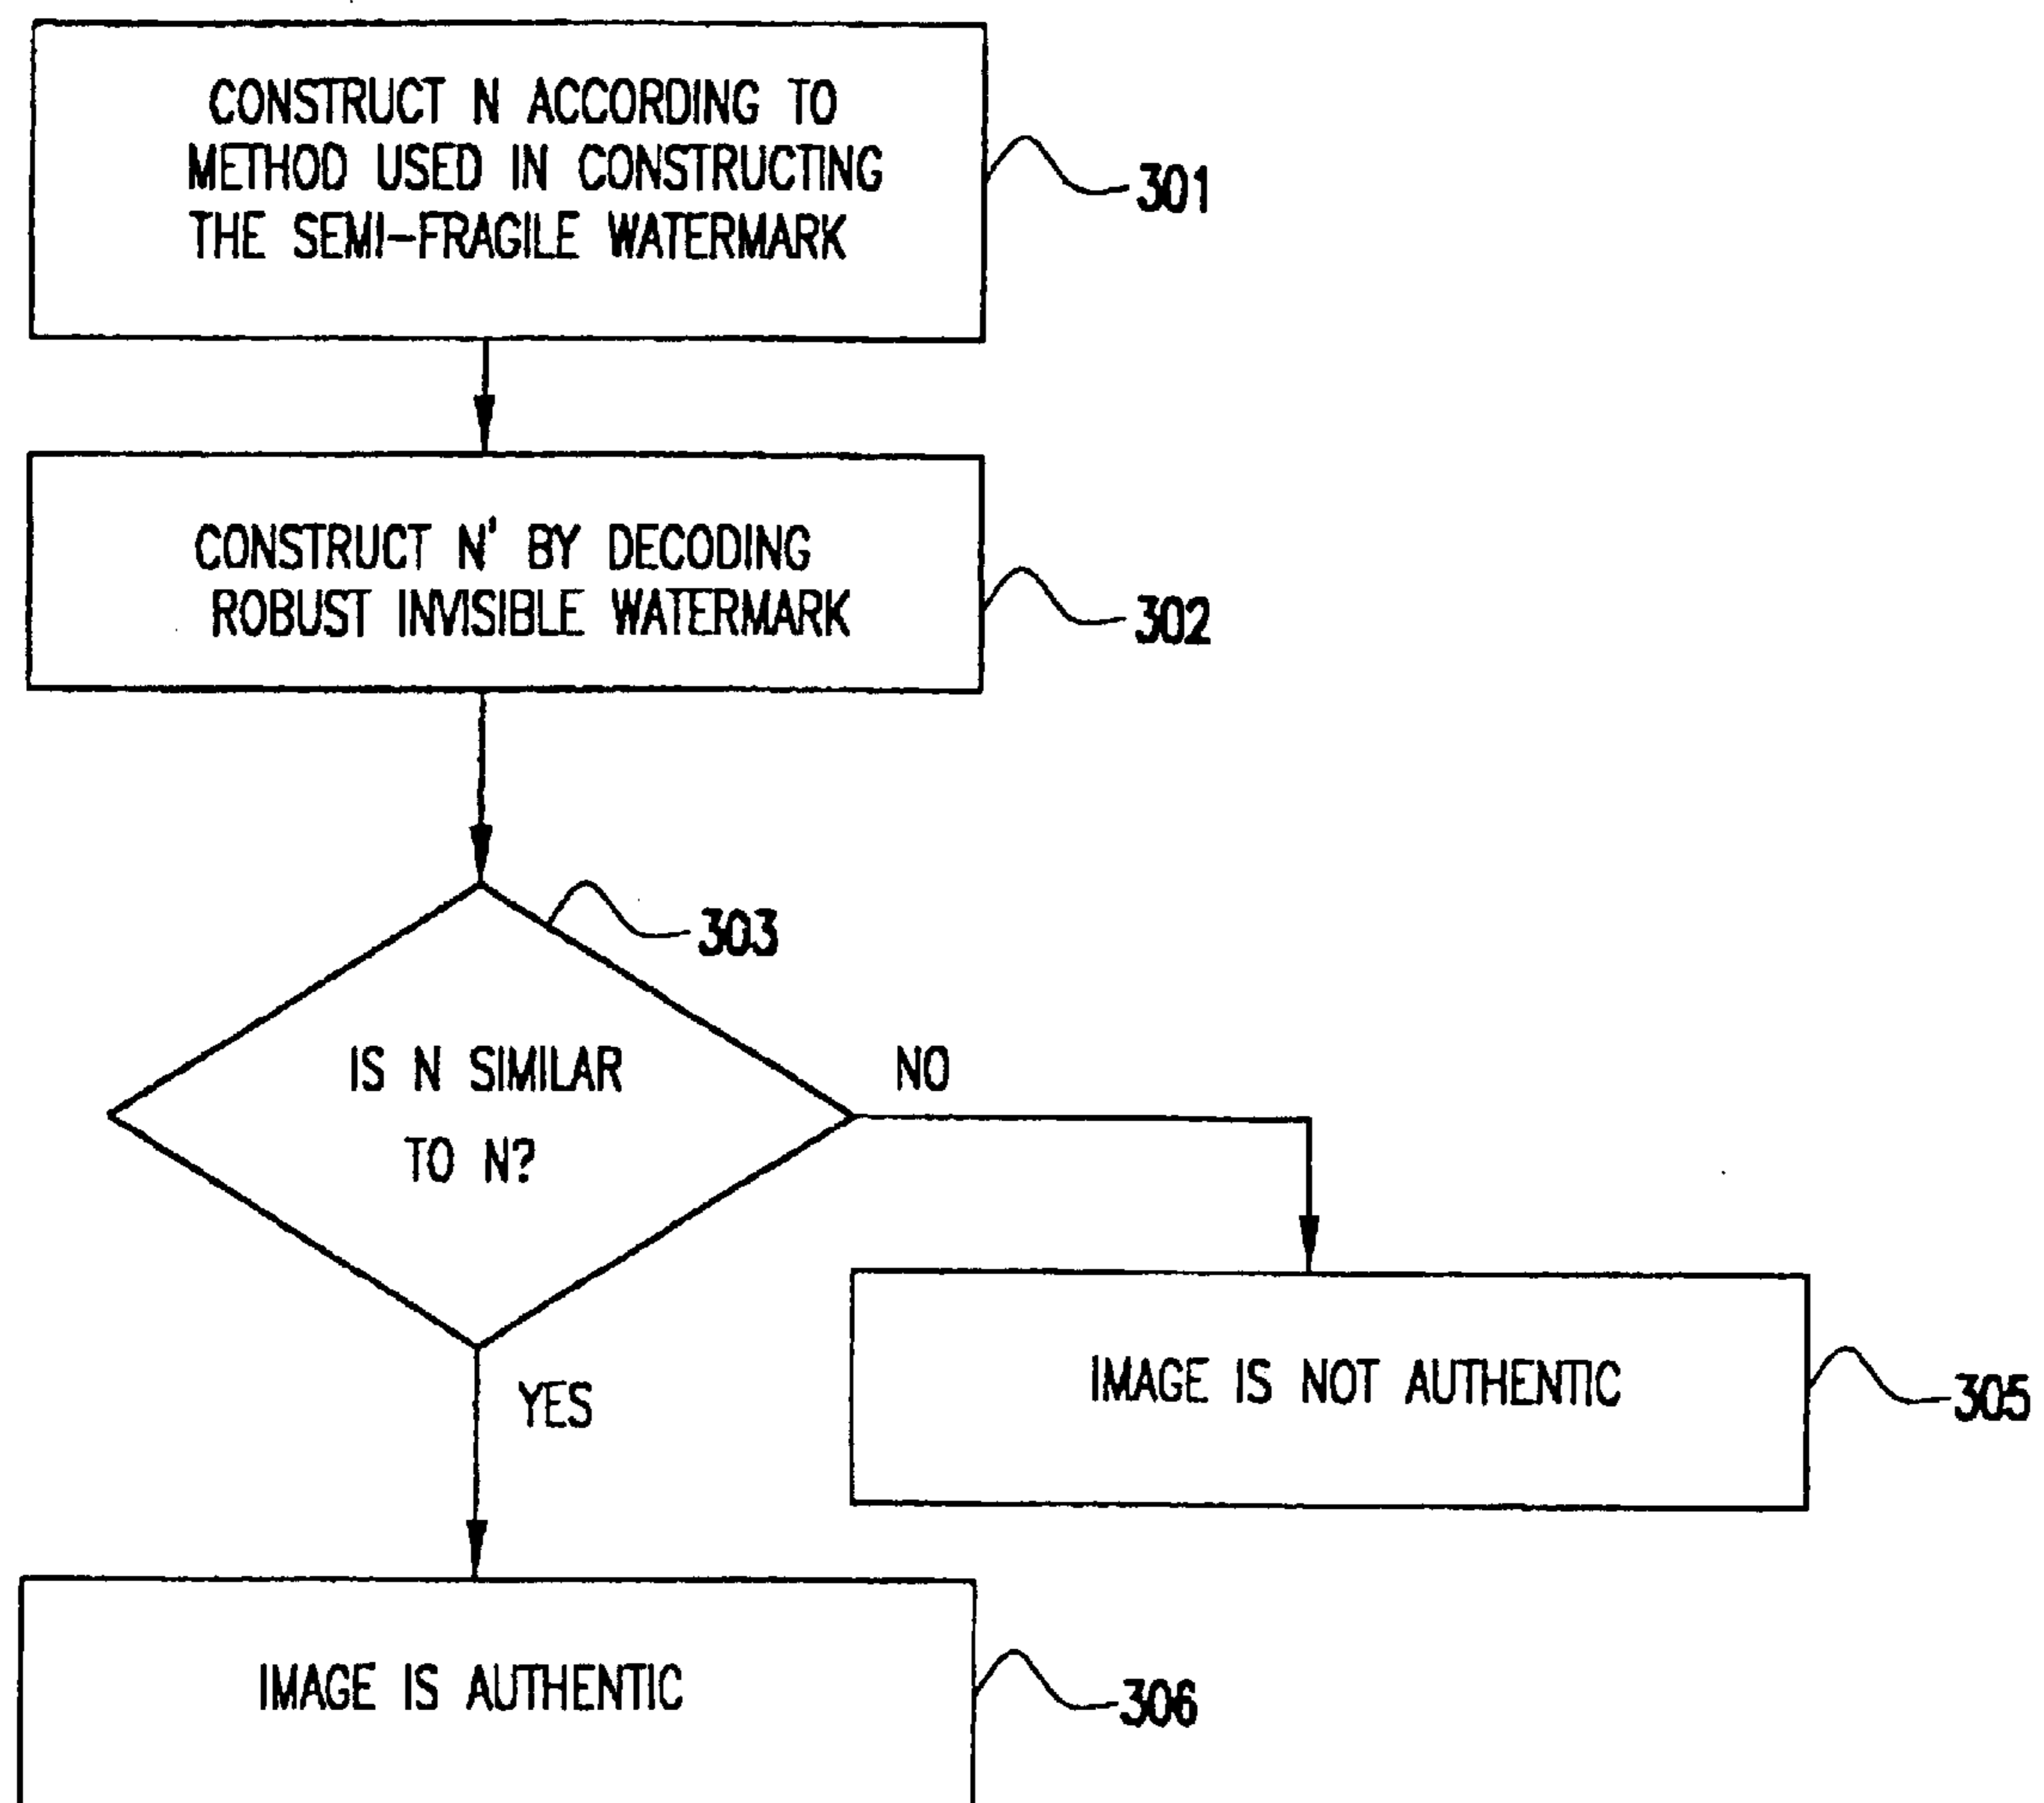 CONSTRUCT N ACCORDING TO
METHOD USED IN CONSTRUCTING
THE SEMI-FRAGILE WATERMARK
301
CONSTRUCT N' BY DECODING
ROBUST INVISIBLE WATERMARK
302
303
IS N SIMILAR
TO N?
NO
YES
IMAGE IS NOT AUTHENTIC
305
IMAGE IS AUTHENTIC
306